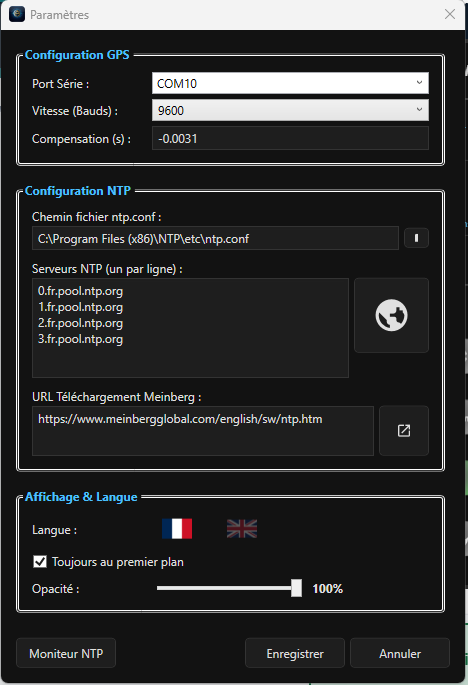 Paramètres
Configuration GPS
Port Série :
COM10
Vitesse (Bauds) :
9600
Compensation (s) :
-0.0031
Configuration NTP
Chemin fichier ntp.conf :
C:\Program Files (x86)\NTP\etc\ntp.conf
Serveurs NTP (un par ligne) :
0.fr.pool.ntp.org
1.fr.pool.ntp.org
2.fr.pool.ntp.org
3.fr.pool.ntp.org
URL Téléchargement Meinberg :
https://www.meinbergglobal.com/english/sw/ntp.htm
Affichage & Langue
Langue :
Toujours au premier plan
Opacité :
100%
Moniteur NTP
Enregistrer
Annuler